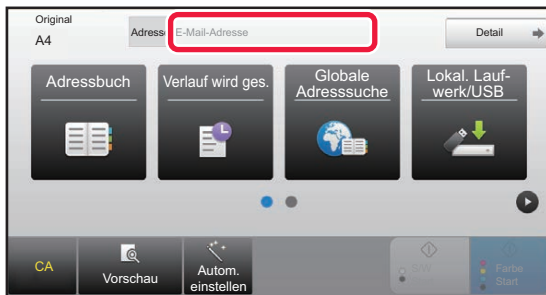 Original
A4
Adresse
E-Mail-Adresse
Detail
Adressbuch
Verlauf wird ges.
Globale
Adresssuche
Lokal. Lauf-
werk/USB
CA
Vorschau
Autom.
einstellen
S/W
Start
Farbe
Start